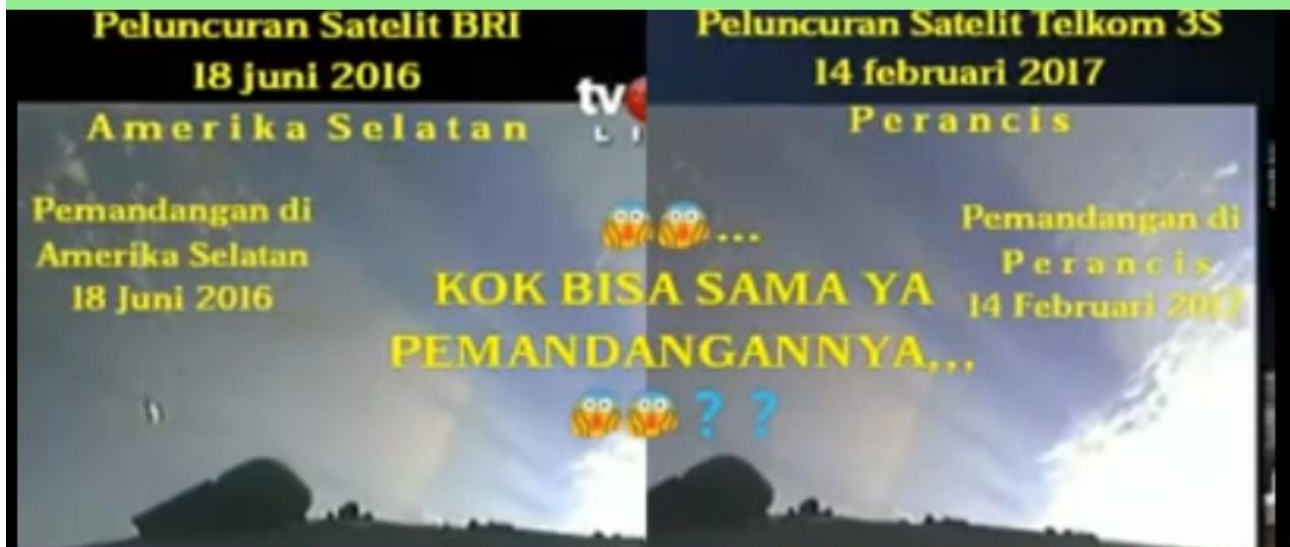 Peluncuran Satelit BRI
18 juni 2016
Amerika Selatan
tv
L I
Pemandangan di
Amerika Selatan
18 Juni 2016
Peluncuran Satelit Telkom 3S
14 februari 2017
Perancis
Pemandangan di
Perancis
14 Februari 2017
😱😱...
KOK BISA SAMA YA
PEMANDANGANNYA,,,
😱😱??